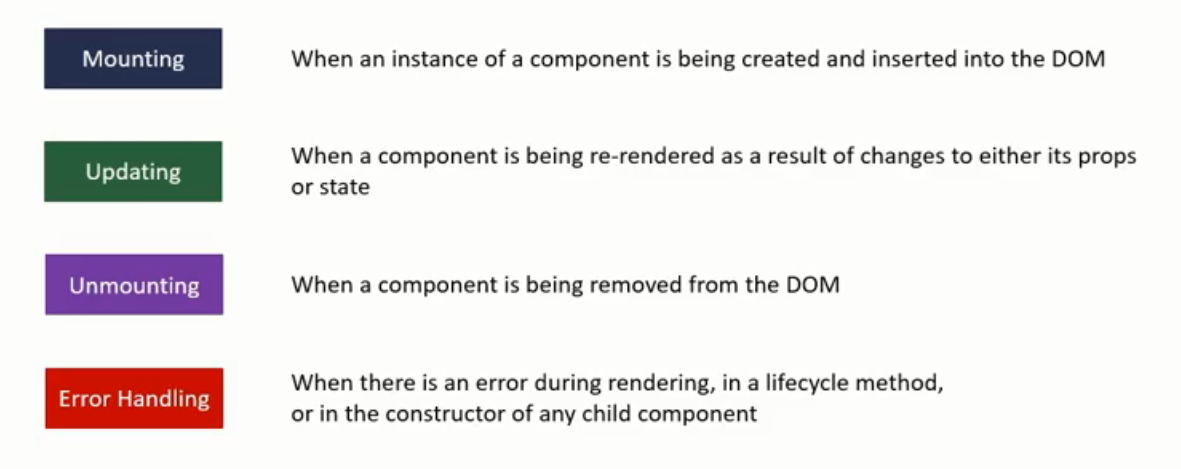 Mounting
When an instance of a component is being created and inserted into the DOM
Updating
When a component is being re-rendered as a result of changes to either its props
or state
Unmounting
When a component is being removed from the DOM
Error Handling
When there is an error during rendering, in a lifecycle method,
or in the constructor of any child component